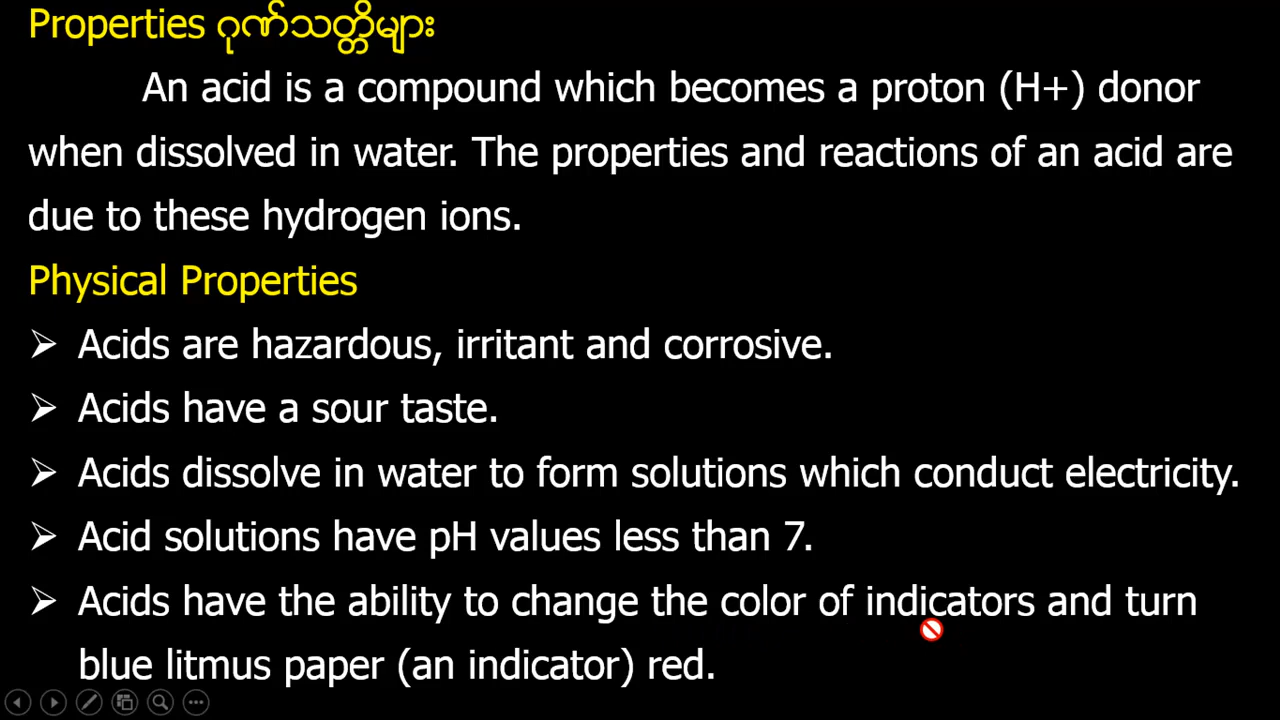 Properties ဂုဏ်သတ္တိများ
An acid is a compound which becomes a proton (H+) donor
when dissolved in water. The properties and reactions of an acid are
due to these hydrogen ions.
Physical Properties
➢ Acids are hazardous, irritant and corrosive.
➢ Acids have a sour taste.
➢ Acids dissolve in water to form solutions which conduct electricity.
➢ Acid solutions have pH values less than 7.
➢ Acids have the ability to change the color of indicators and turn
blue litmus paper (an indicator) red.